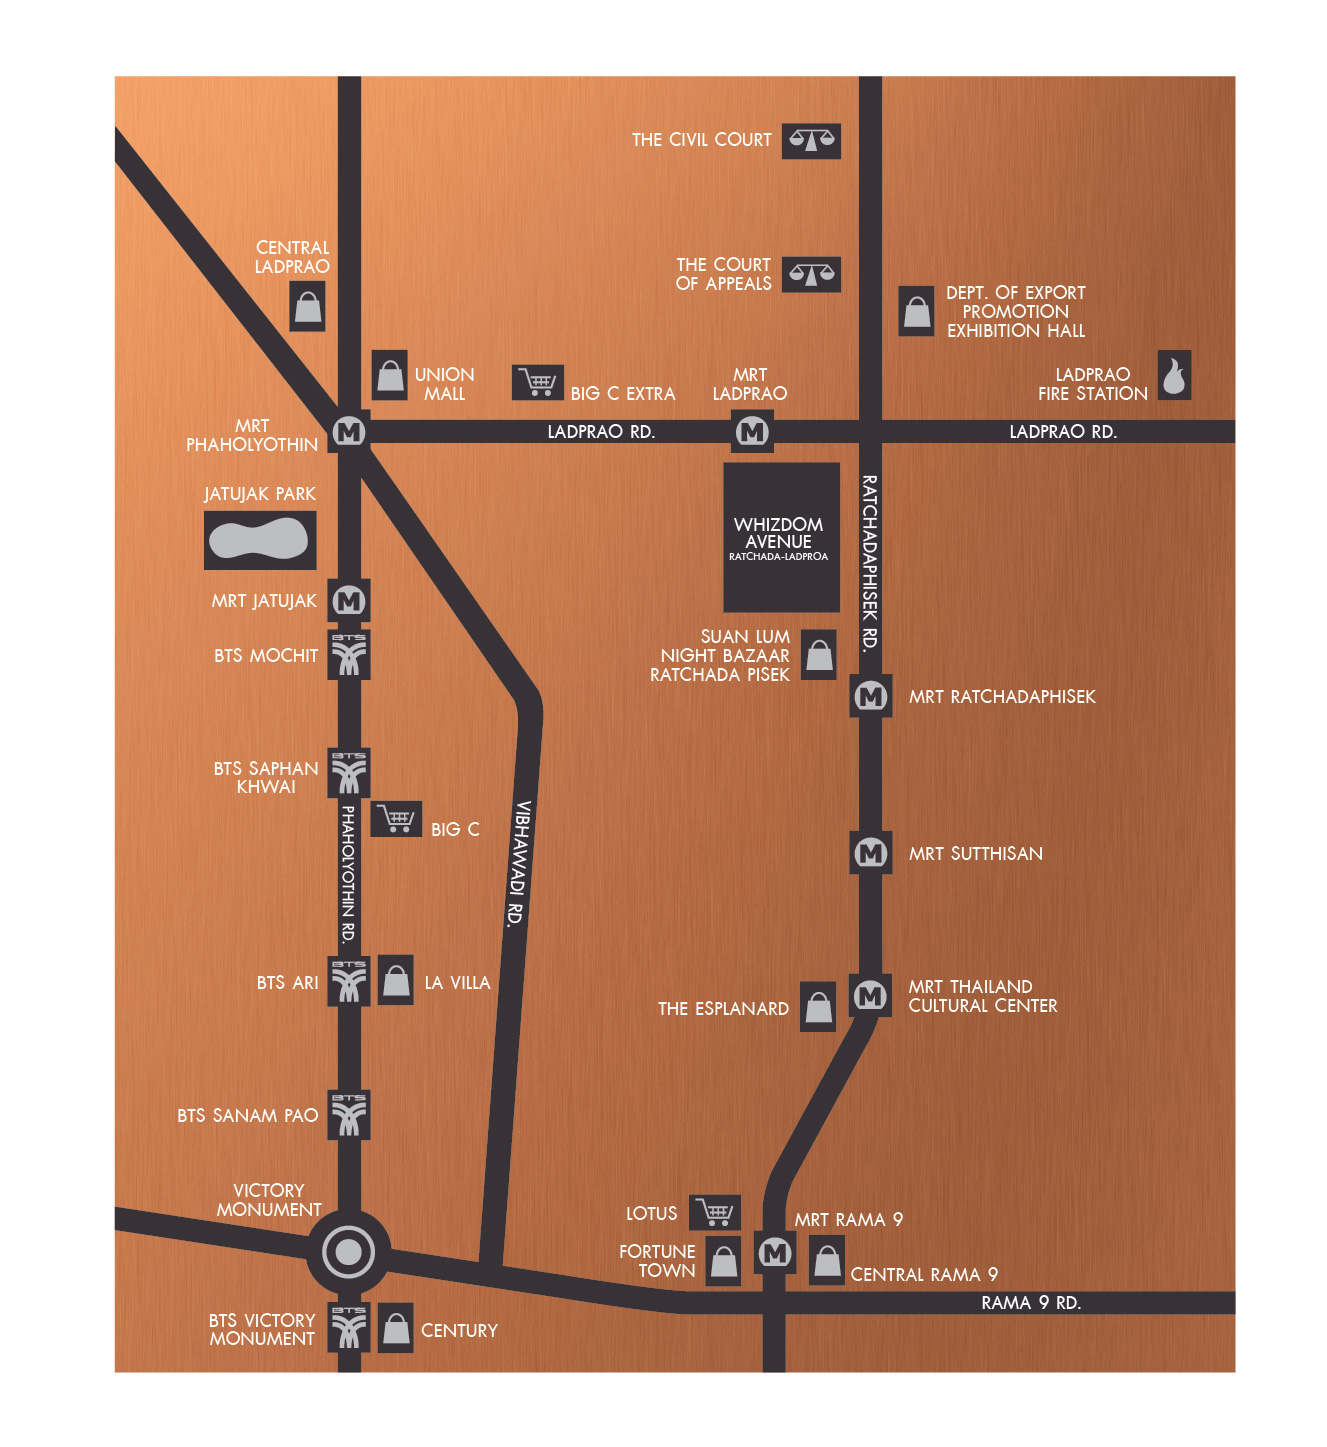 THE CIVIL COURT
CENTRAL
LADPRAO
THE COURT
OF APPEALS
DEPT. OF EXPORT
PROMOTION
EXHIBITION HALL
UNION
MALL
BIG C EXTRA
MRT
LADPRAO
LADPRAO
FIRE STATION
MRT
PHAHOLYOTHIN
M
LADPRAO RD.
M
LADPRAO RD.
JATUJAK PARK
RATCHADAPHISEK RD.
WHIZDOM
AVENUE
RATCHADA-LADPROA
MRT JATUJAK
M
BTS MOCHIT
BTS
SUAN LUM
NIGHT BAZAAR
RATCHADA PISEK
M
MRT RATCHADAPHISEK
BTS SAPHAN
KHWAI
BTS
PHAHOLYOTHIN RD.
BIG C
VIBHAWADI RD.
M
MRT SUTTHISAN
BTS ARI
BTS
LA VILLA
THE ESPLANARD
M
MRT THAILAND
CULTURAL CENTER
BTS SANAM PAO
BTS
VICTORY
MONUMENT
LOTUS
MRT RAMA 9
FORTUNE
TOWN
M
CENTRAL RAMA 9
RAMA 9 RD.
BTS VICTORY
MONUMENT
BTS
CENTURY